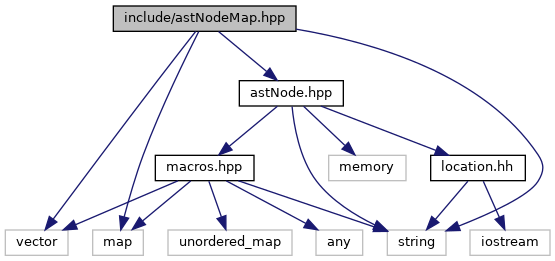 include/astNodeMap.hpp
astNode.hpp
macros.hpp
memory
location.hh
vector
map
unordered_map
any
string
iostream